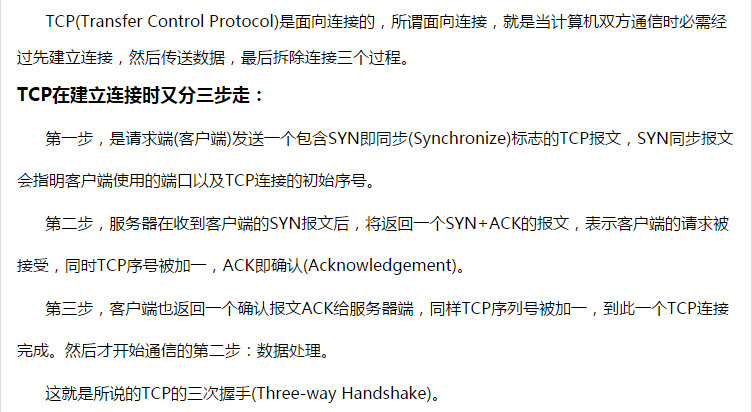 TCP(Transfer Control Protocol)是面向连接的，所谓面向连接，就是当计算机双方通信时必需经
过先建立连接，然后传送数据，最后拆除连接三个过程。
TCP在建立连接时又分三步走：
第一步，是请求端(客户端)发送一个包含SYN即同步(Synchronize)标志的TCP报文，SYN同步报文
会指明客户端使用的端口以及TCP连接的初始序号。
第二步，服务器在收到客户端的SYN报文后，将返回一个SYN+ACK的报文，表示客户端的请求被
接受，同时TCP序号被加一，ACK即确认(Acknowledgement)。
第三步，客户端也返回一个确认报文ACK给服务器端，同样TCP序列号被加一，到此一个TCP连接
完成。然后才开始通信的第二步：数据处理。
这就是所说的TCP的三次握手(Three-way Handshake)。